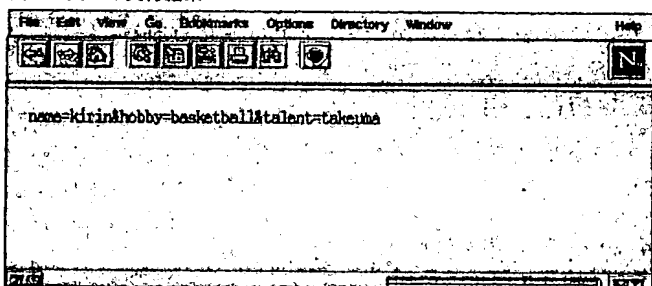 File Edit View Go Bookmarks Options Directory Window Help
N
name=kirin&hobby=basketball&talent=takeuma